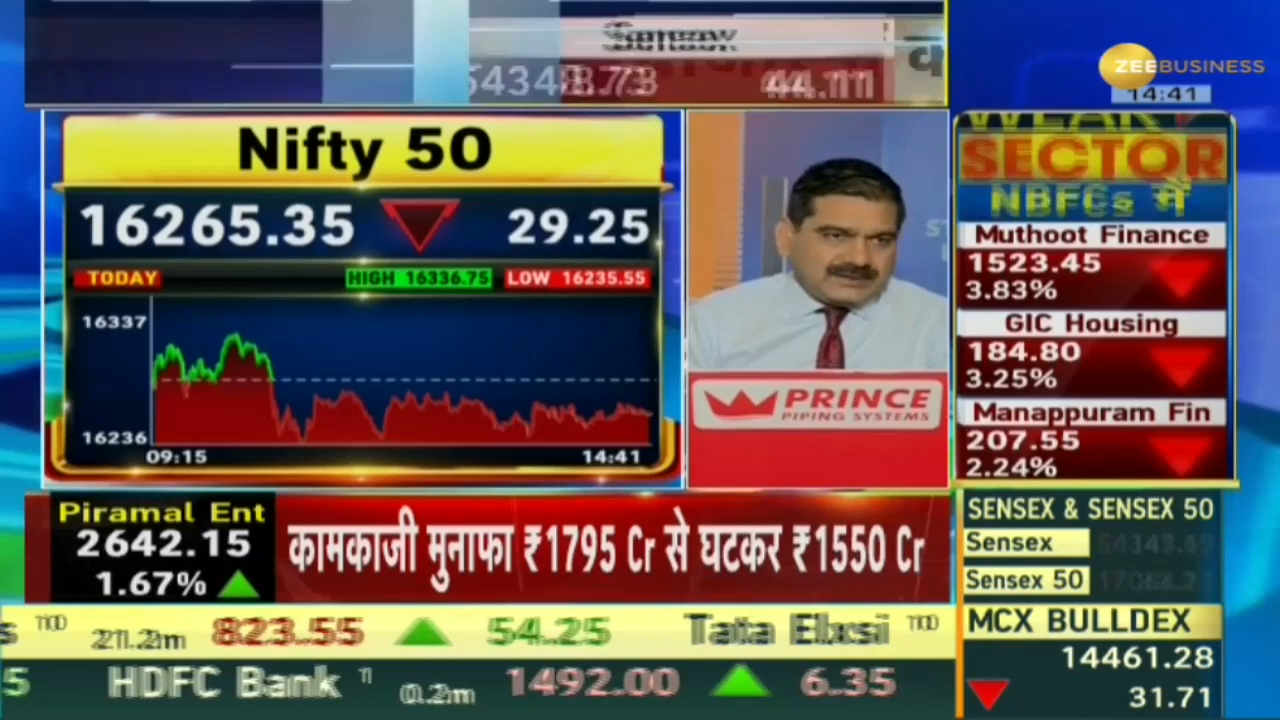 ZEEBUSINESS
14:41
Nifty 50
16265.35 29.25
TODAY HIGH 16336.75 LOW 16235.55
16337
16236
09:15 14:41
PRINCE
PIPING SYSTEMS
SECTOR
NBFCs में
Muthoot Finance
1523.45
3.83%
GIC Housing
184.80
3.25%
Manappuram Fin
207.55
2.24%
Piramal Ent
2642.15
1.67%
कामकाजी मुनाफा ₹1795 Cr से घटकर ₹1550 Cr
SENSEX & SENSEX 50
Sensex
Sensex 50
MCX BULLDEX
14461.28
31.71
823.55 54.25 Tata Elxsi
HDFC Bank 0.2m 1492.00 6.35